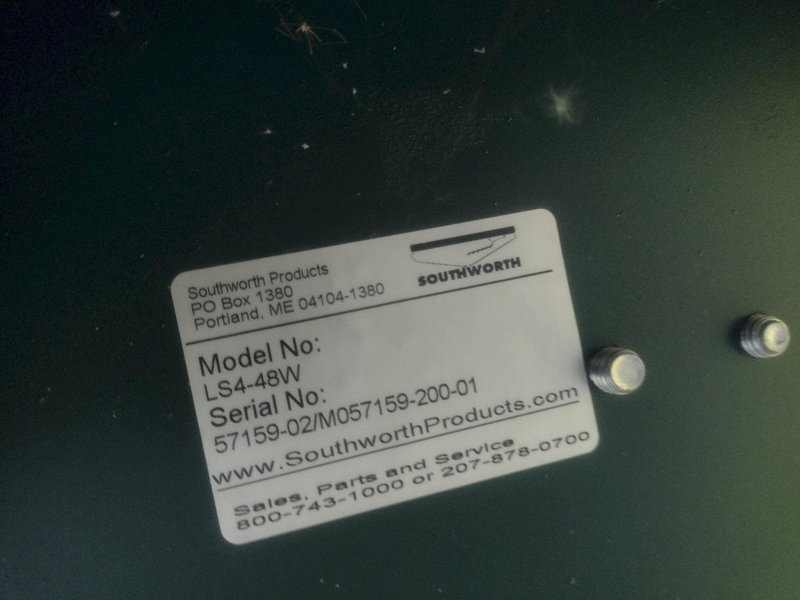 Southworth Products
PO Box 1380
Portland, ME 04104-1380
SOUTHWORTH
Model No:
LS4-48W
Serial No:
57159-02/M057159-200-01
www.SouthworthProducts.com
Sales, Parts and Service
800-743-1000 or 207-878-0700